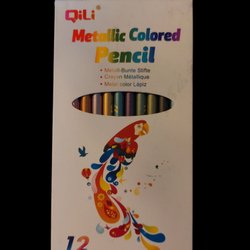 QiLi
Metallic Colored
Pencil
• Metall-Bunte Stifte
• Crayon Métallique
• Metal color Lápiz
12